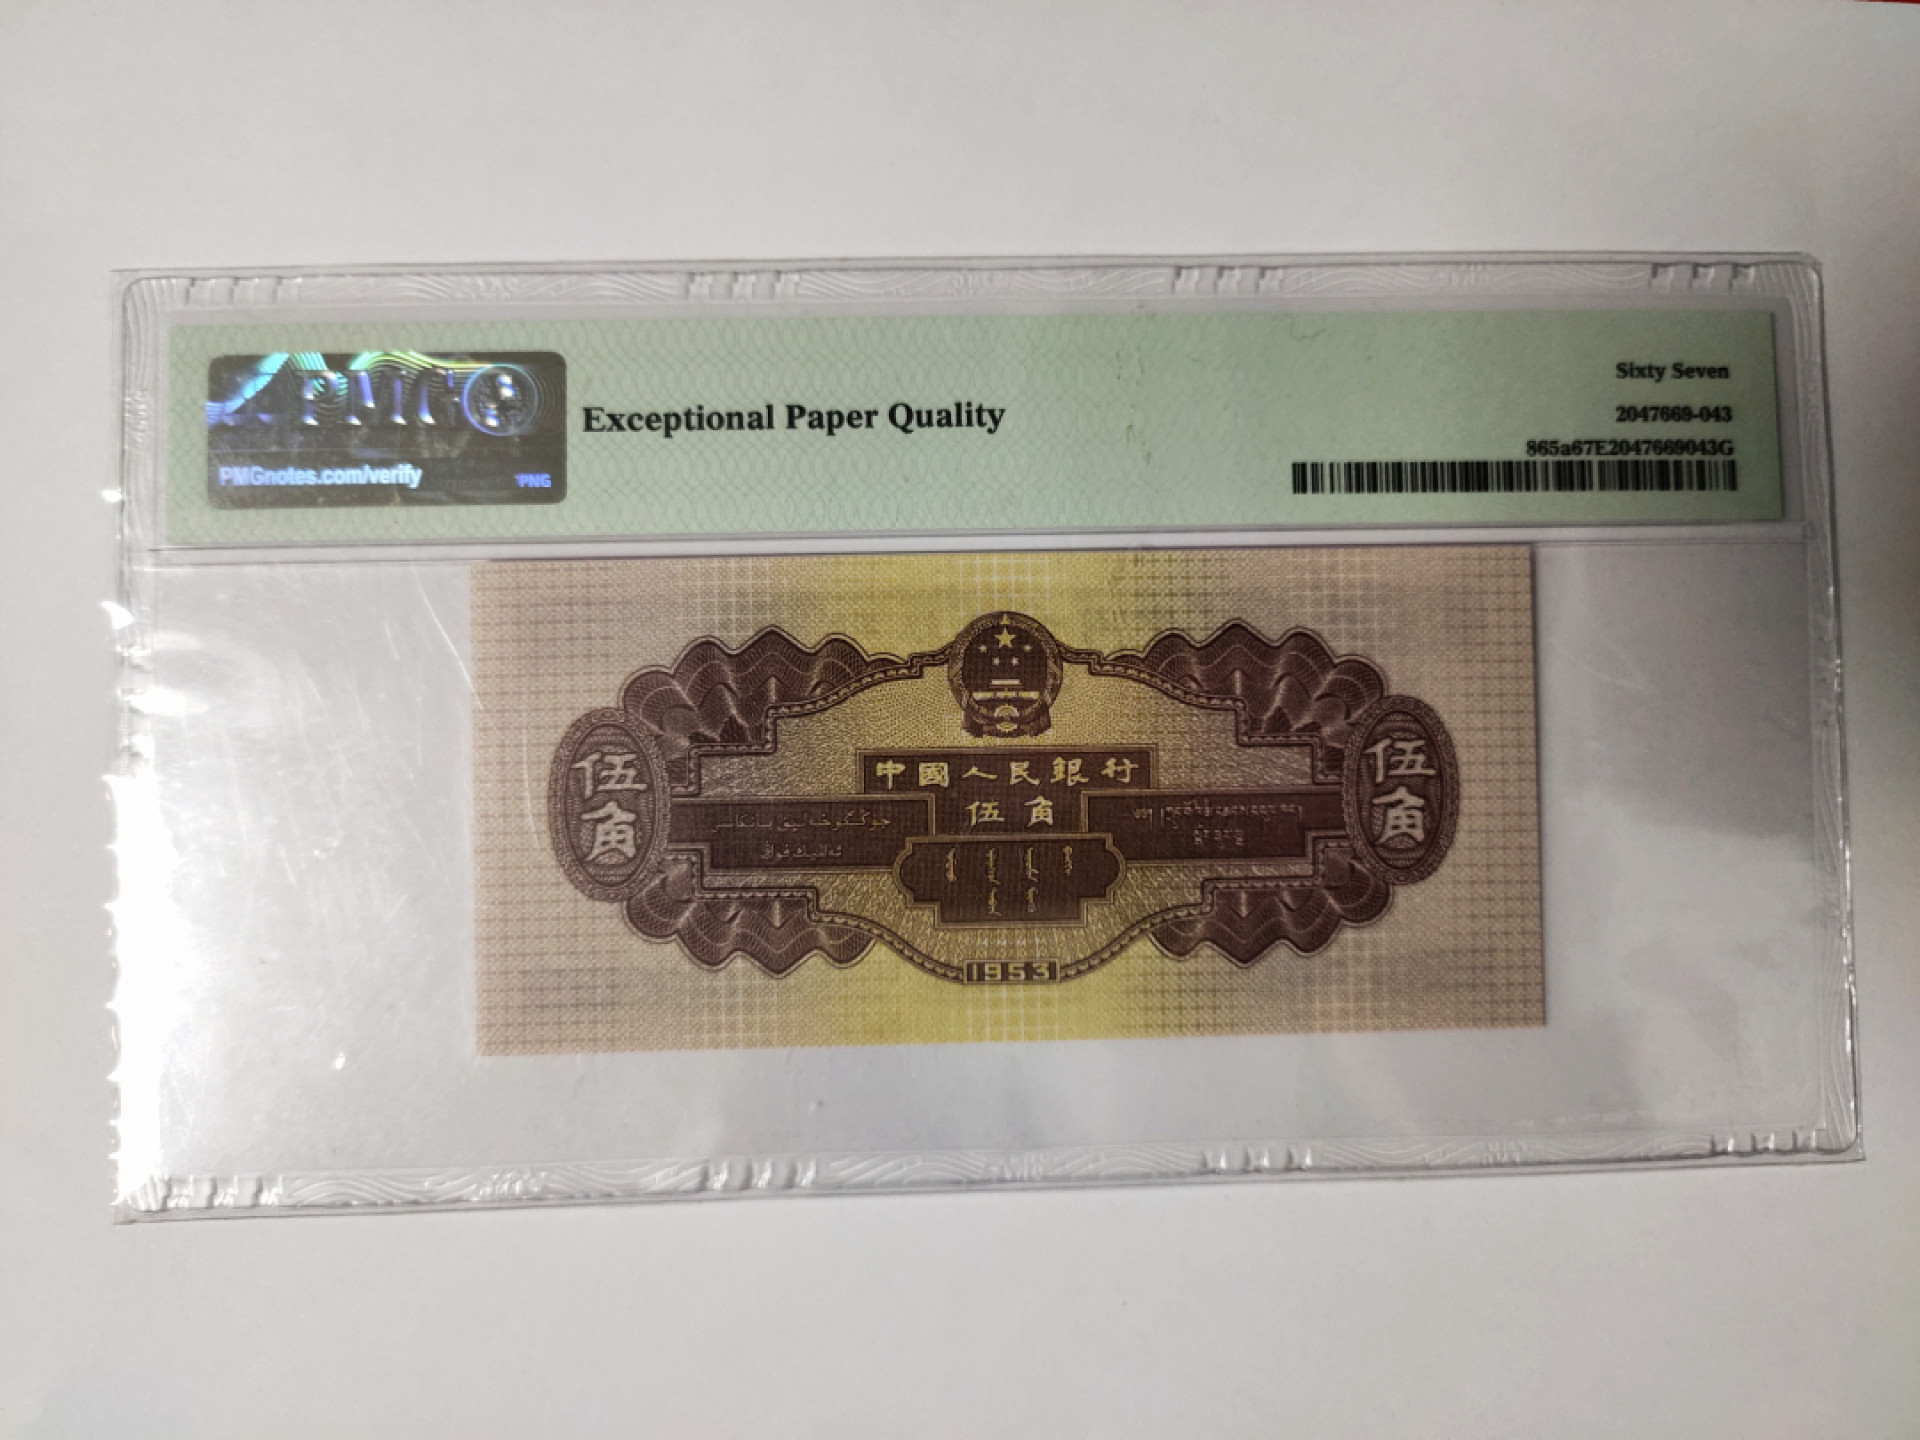 PMG
PMGnotes.com/verify
PNG
Exceptional Paper Quality
Sixty Seven
2047669-043
865a67E2047669043G
中國人民銀行
伍角
伍角
伍角
1953